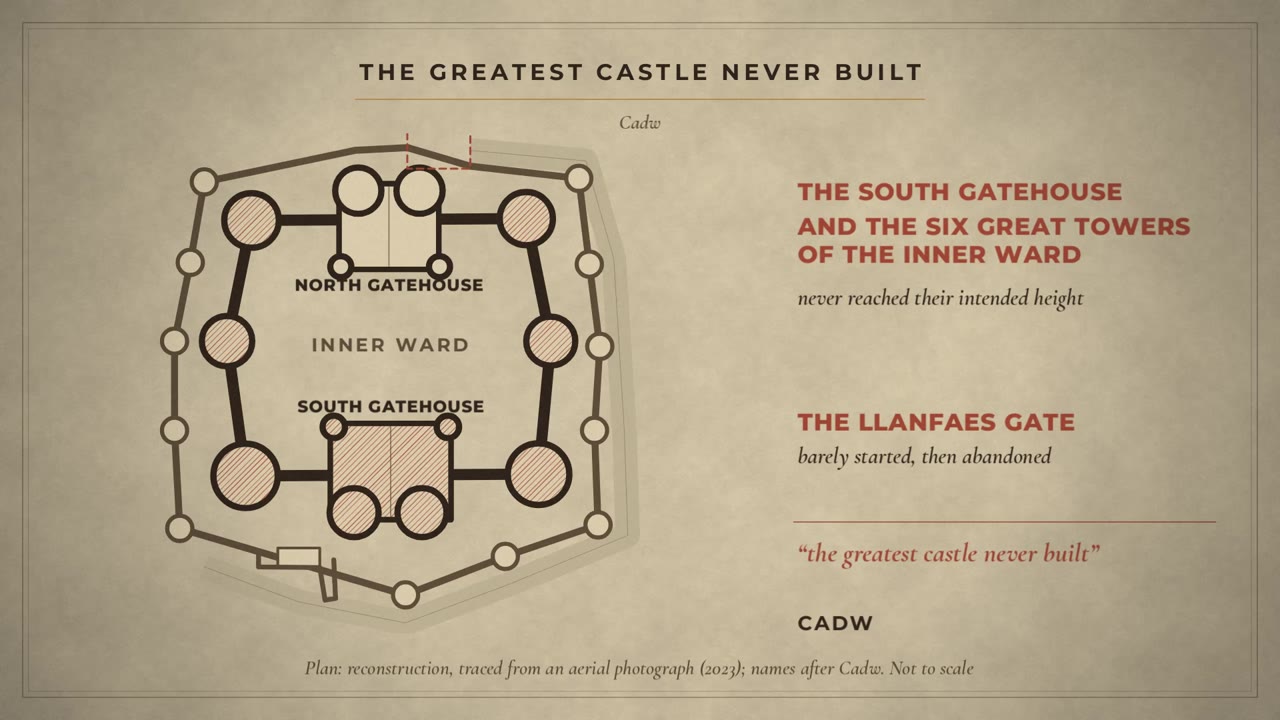 THE GREATEST CASTLE NEVER BUILT
Cadw
NORTH GATEHOUSE
INNER WARD
SOUTH GATEHOUSE
THE SOUTH GATEHOUSE
AND THE SIX GREAT TOWERS
OF THE INNER WARD
never reached their intended height
THE LLANFAES GATE
barely started, then abandoned
“the greatest castle never built”
CADW
Plan: reconstruction, traced from an aerial photograph (2023); names after Cadw. Not to scale